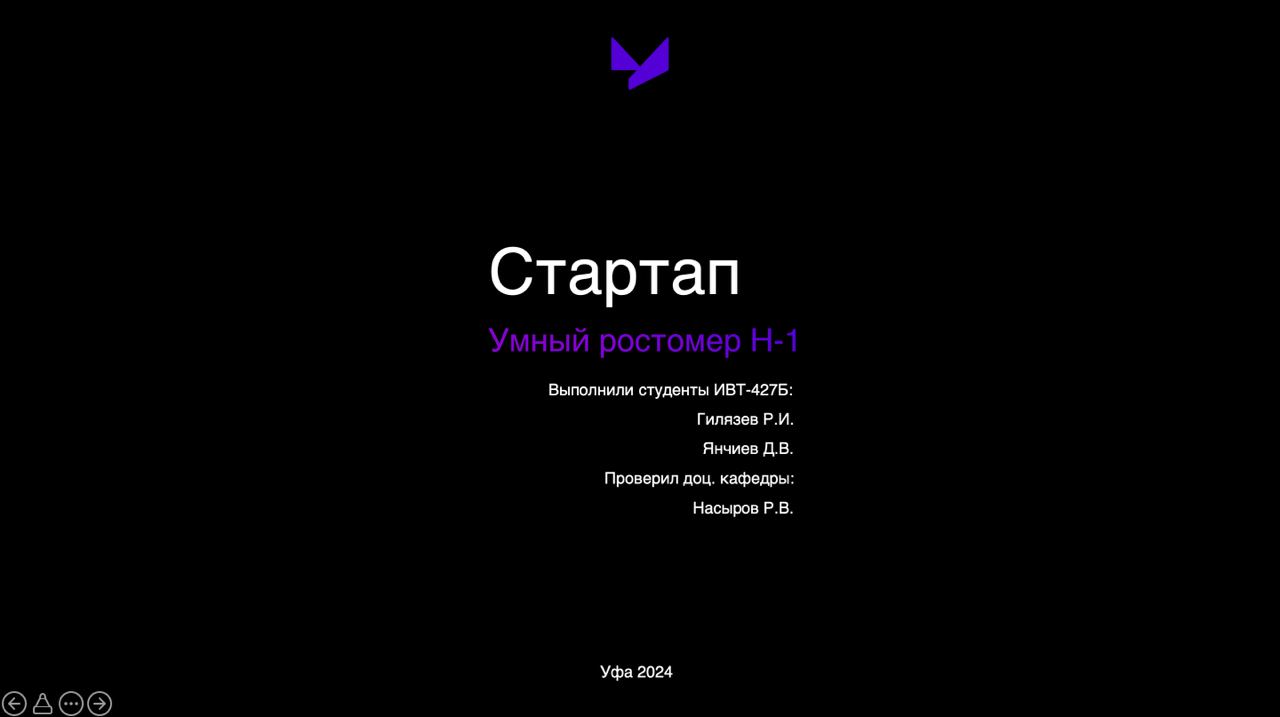 Стартап
Умный ростомер Н-1
Выполнили студенты ИВТ-427Б:
Гилязев Р.И.
Янчиев Д.В.
Проверил доц. кафедры:
Насыров Р.В.
Уфа 2024